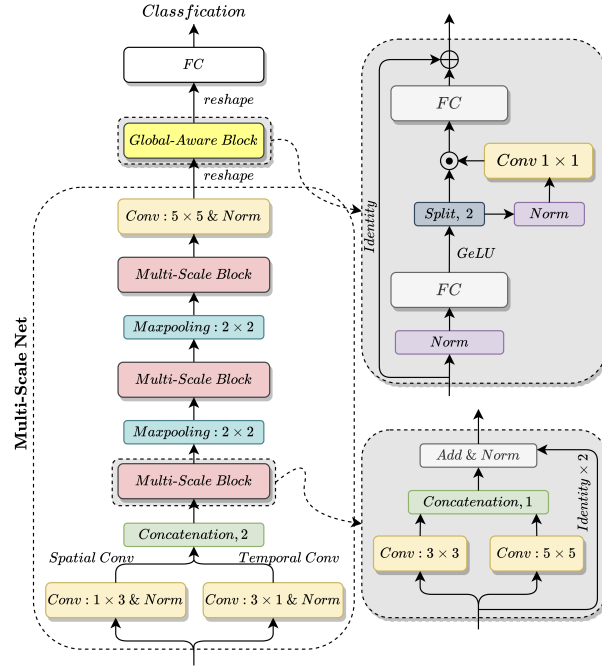 Classfication
FC
reshape
Global-Aware Block
reshape
Conv : 5 × 5 & Norm
Multi-Scale Block
Maxpooling : 2 × 2
Multi-Scale Block
Maxpooling : 2 × 2
Multi-Scale Block
Concatenation, 2
Spatial Conv
Temporal Conv
Conv : 1 × 3 & Norm
Conv : 3 × 1 & Norm
Multi-Scale Net
FC
Conv 1 × 1
Split, 2
Norm
GeLU
FC
Norm
Identity
Add & Norm
Concatenation, 1
Conv : 3 × 3
Conv : 5 × 5
Identity × 2